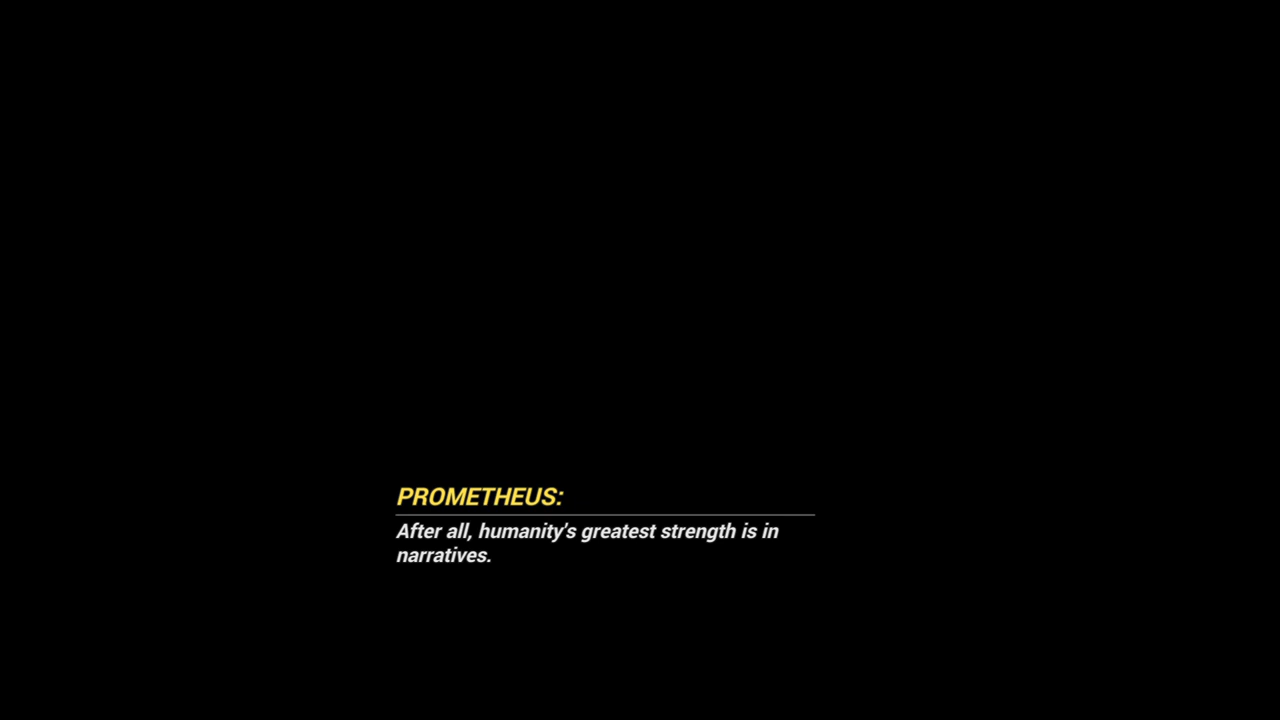 PROMETHEUS:
After all, humanity's greatest strength is in
narratives.